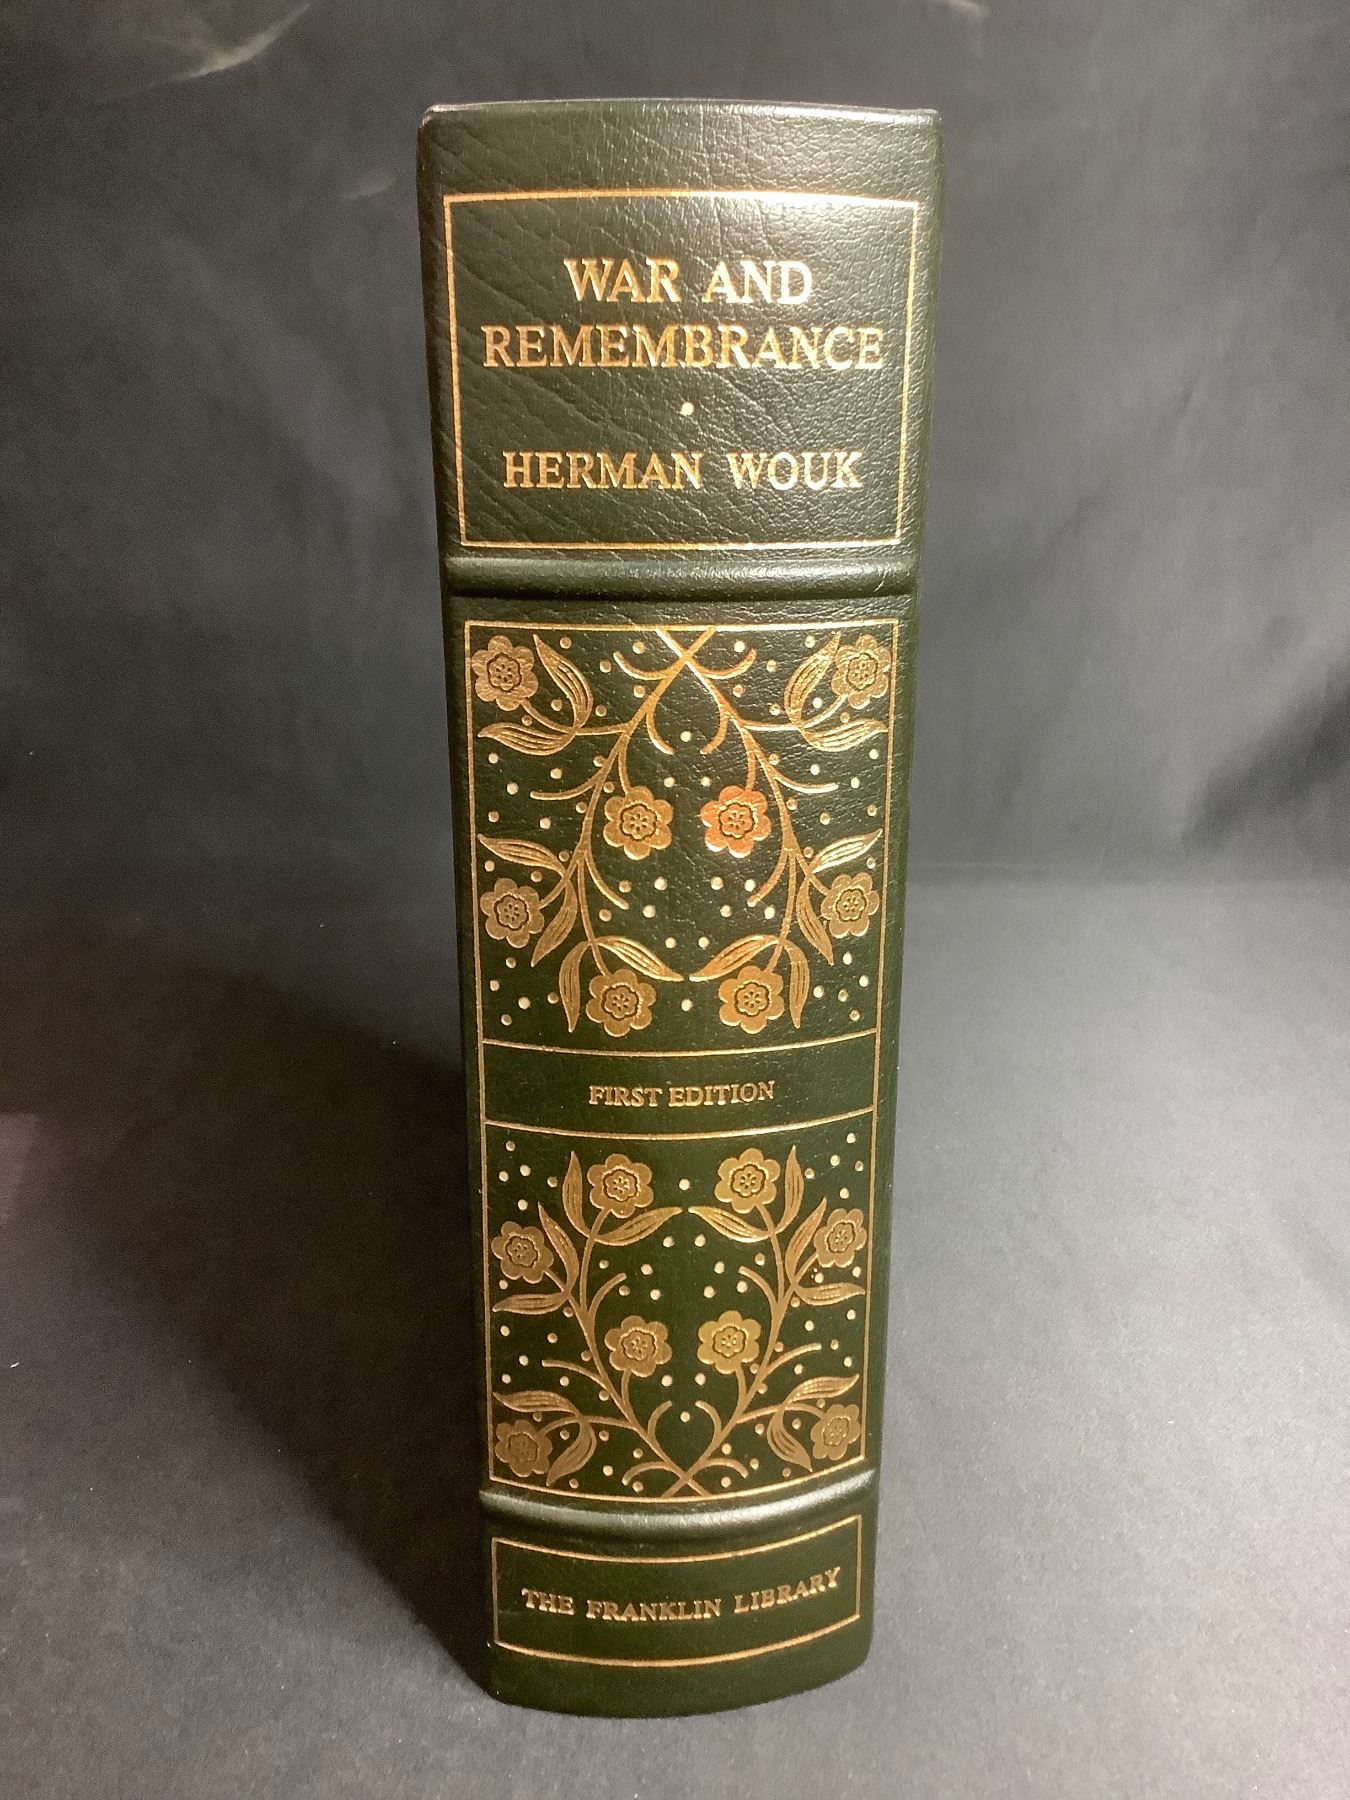 WAR AND
REMEMBRANCE
•
HERMAN WOUK
FIRST EDITION
THE FRANKLIN LIBRARY